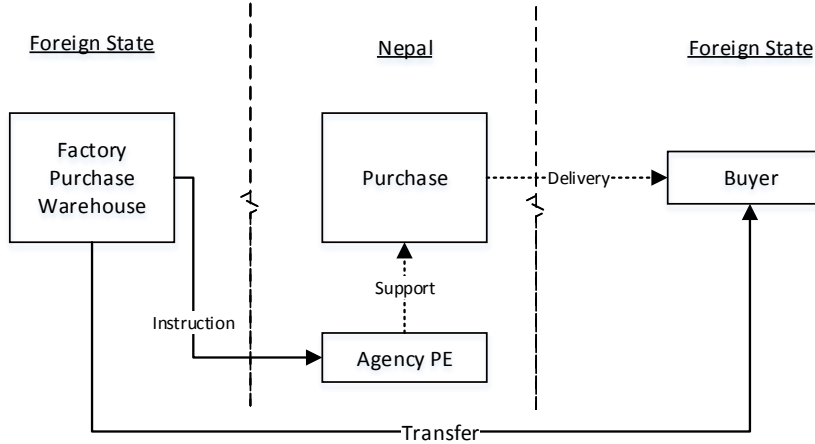 Foreign State
Nepal
Foreign State
Factory
Purchase
Warehouse
Purchase
Delivery
Buyer
Support
Instruction
Agency PE
Transfer